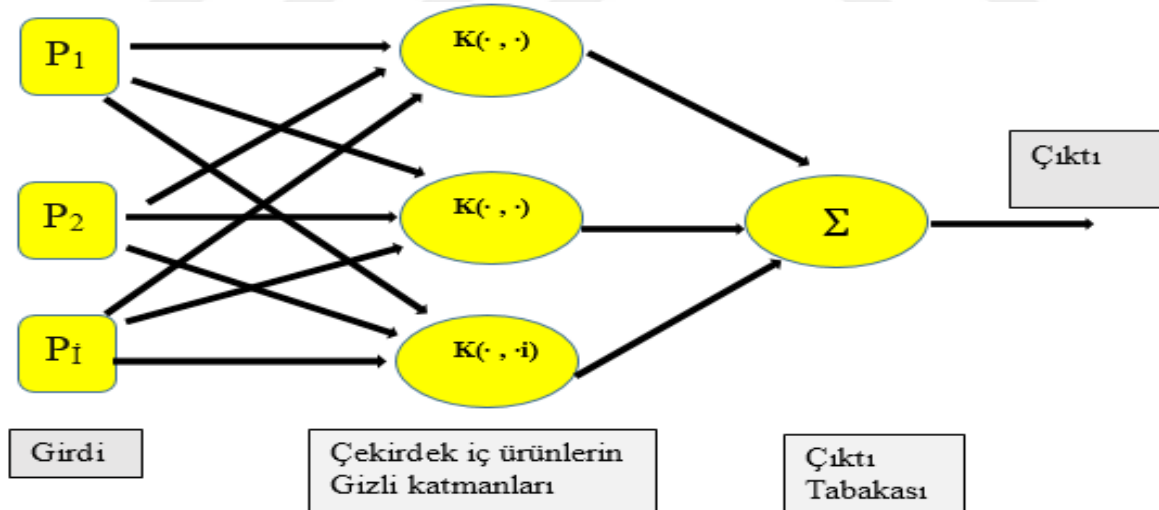 P1
K(· , ·)
P2
K(· , ·)
Σ
Çıktı
Pİ
K(· , ·i)
Girdi
Çekirdek iç ürünlerin
Gizli katmanları
Çıktı
Tabakası